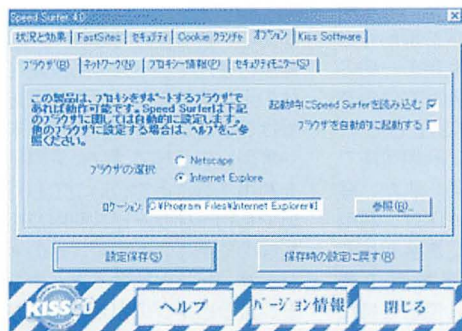 Speed Surfer 4.0
状況と効果 FastSites セキュリティ Cookie クランチャ オプション Kiss Software
ブラウザ(B) ネットワーク(N) プロキシー情報(P) セキュリティモニター(S)
この製品は、プロキシをサポートするブラウザで
あれば動作可能です。Speed Surferは下記
のブラウザに関しては自動的に設定します。
他のブラウザに設定する場合は、ヘルプをご参
照ください。
起動時にSpeed Surferを読み込む
ブラウザを自動的に起動する
ブラウザの選択
Netscape
Internet Explore
ロケーション C:¥Program Files¥Internet Explorer¥I
参照(B)...
設定保存(S) 保存時の設定に戻す(R)
KISSCO ヘルプ バージョン情報 閉じる